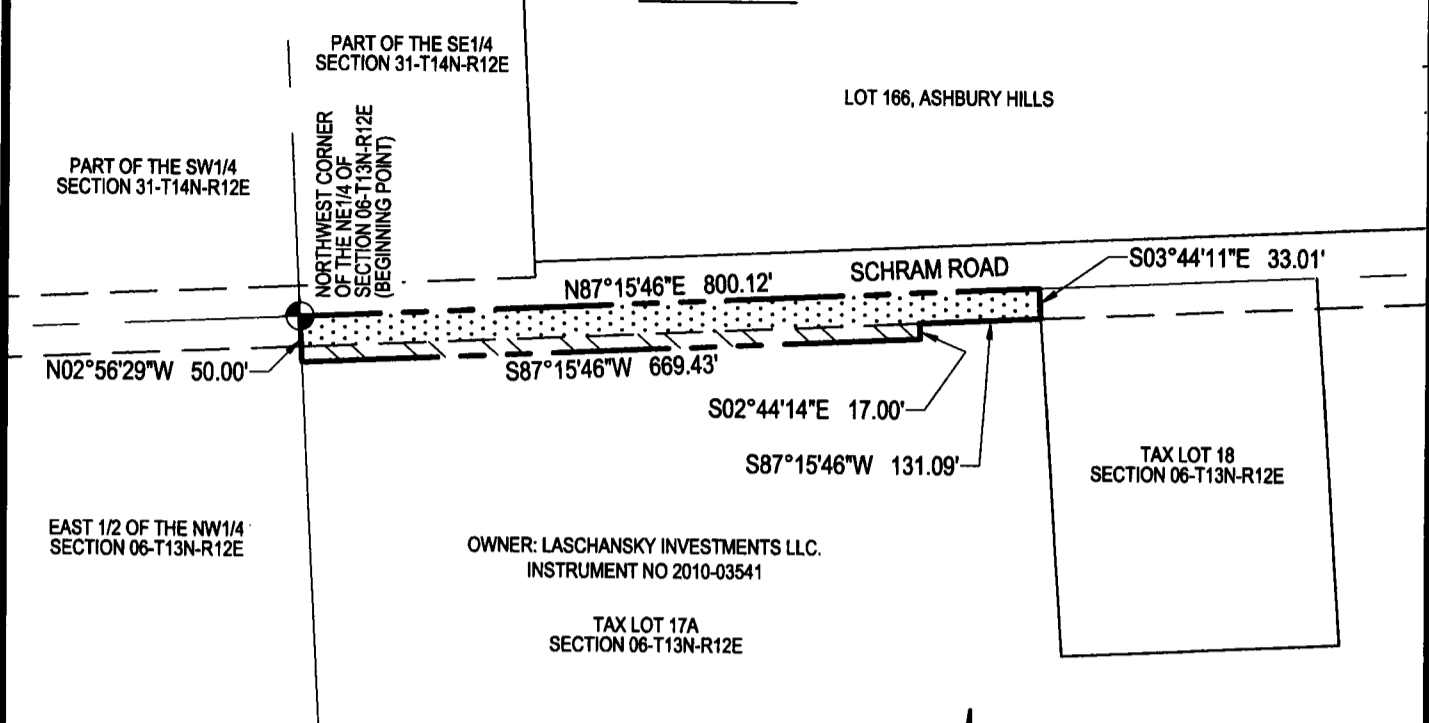 PART OF THE SE1/4
SECTION 31-T14N-R12E
LOT 166, ASHBURY HILLS
PART OF THE SW1/4
SECTION 31-T14N-R12E
NORTHWEST CORNER
OF THE NE1/4 OF
SECTION 06-T13N-R12E
(BEGINNING POINT)
N87°15'46"E 800.12'
SCHRAM ROAD
S03°44'11"E 33.01'
N02°56'29"W 50.00'
S87°15'46"W 669.43'
S02°44'14"E 17.00'
S87°15'46"W 131.09'
TAX LOT 18
SECTION 06-T13N-R12E
EAST 1/2 OF THE NW1/4
SECTION 06-T13N-R12E
OWNER: LASCHANSKY INVESTMENTS LLC.
INSTRUMENT NO 2010-03541
TAX LOT 17A
SECTION 06-T13N-R12E